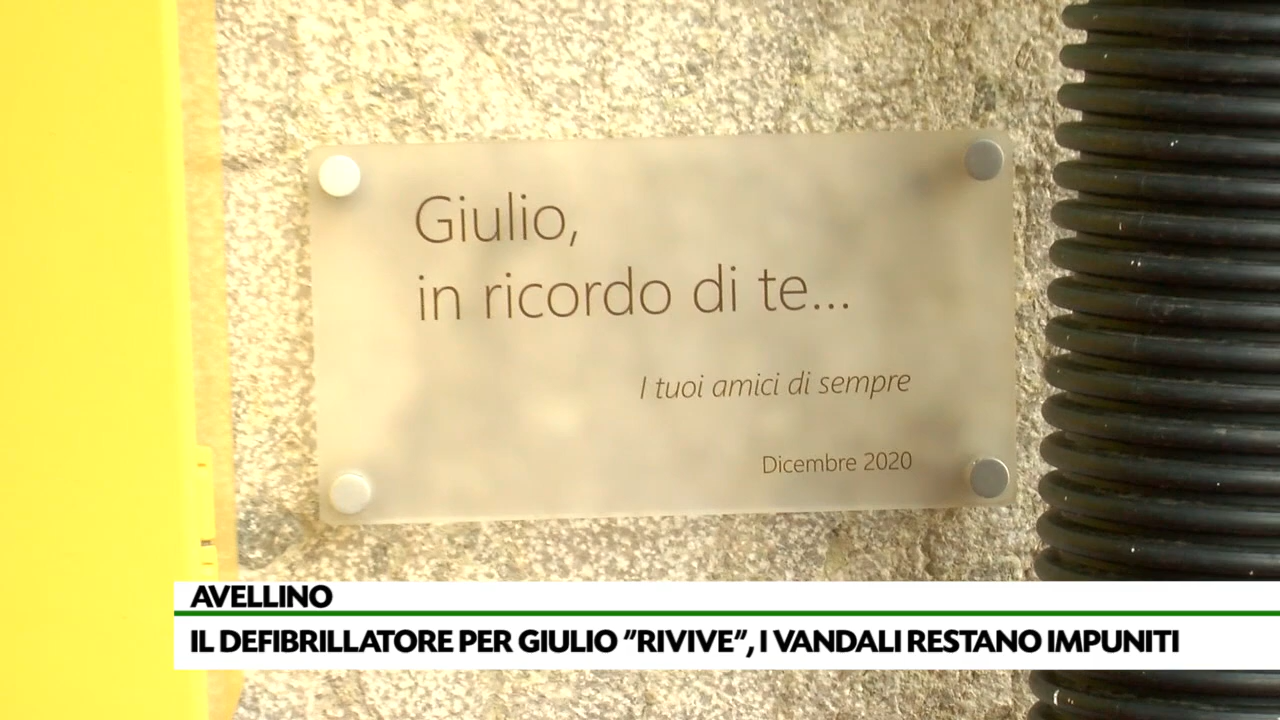 Giulio,
in ricordo di te...
I tuoi amici di sempre
Dicembre 2020
AVELLINO
IL DEFIBRILLATORE PER GIULIO "RIVIVE", I VANDALI RESTANO IMPUNITI